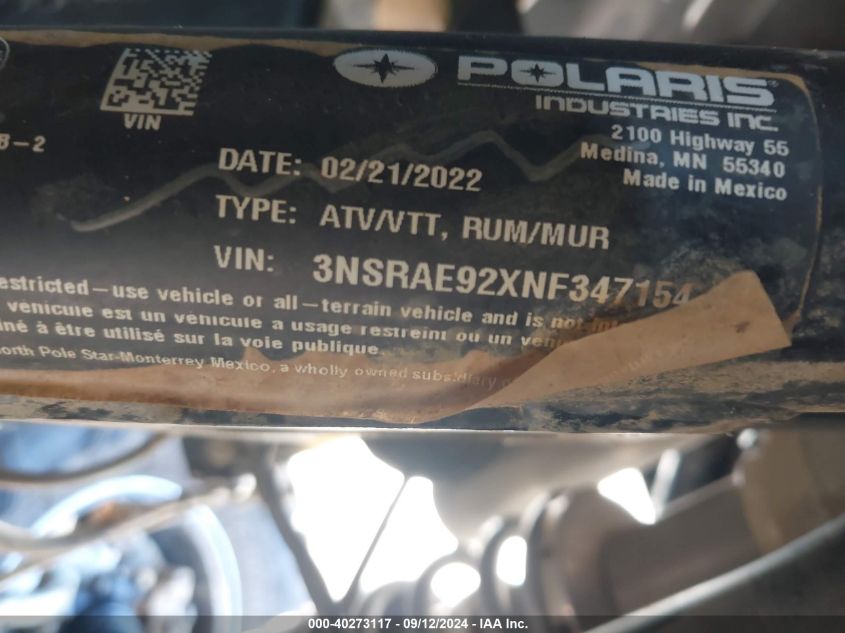 VIN
B-2
POLARIS
INDUSTRIES INC.
2100 Highway 55
Medina, MN 55340
Made in Mexico
DATE: 02/21/2022
TYPE: ATV/VTT, RUM/MUR
VIN: 3NSRAE92XNF347154
estricted-use vehicle or all-terrain vehicle and is not
véhicule est un véhicule à usage restreint ou un
à être utilisé sur la voie publique
orth Pole Star-Monterrey Mexico, a wholly owned subsidiary
000-40273117 - 09/12/2024 - IAA Inc.